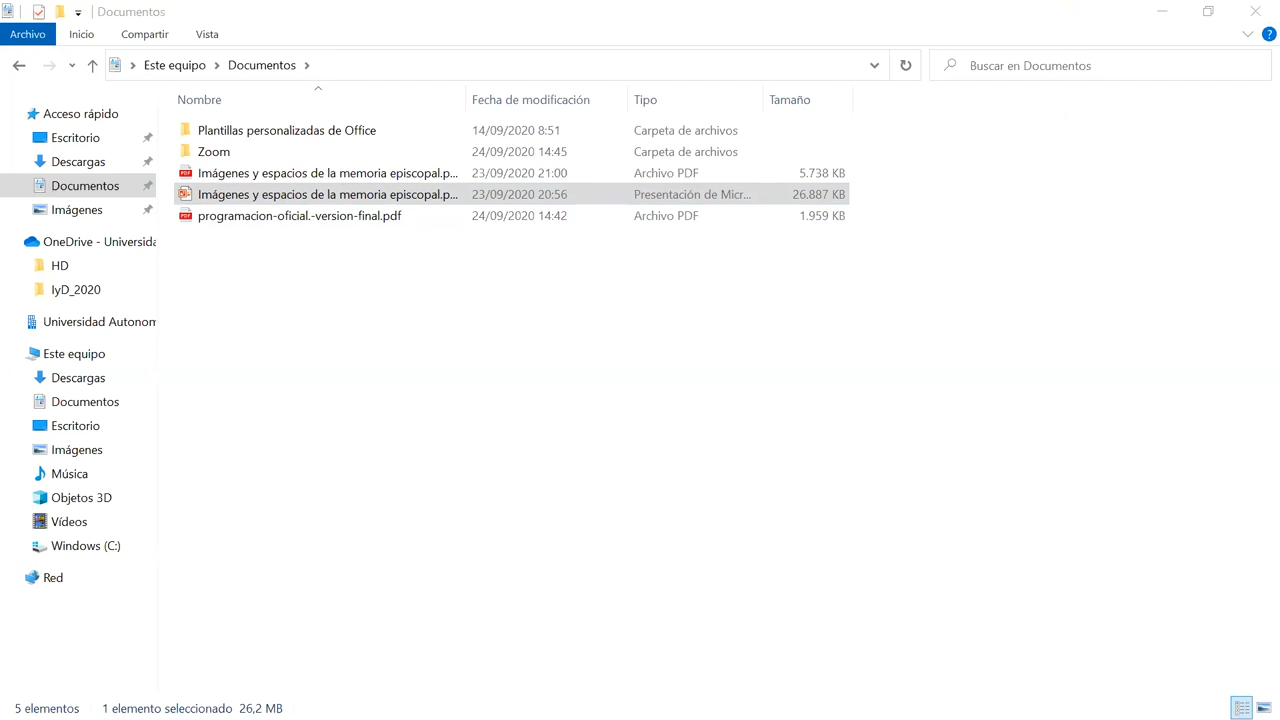 Documentos
Archivo Inicio Compartir Vista
Este equipo Documentos Buscar en Documentos
Nombre Fecha de modificación Tipo Tamaño
Plantillas personalizadas de Office 14/09/2020 8:51 Carpeta de archivos
Zoom 24/09/2020 14:45 Carpeta de archivos
Imágenes y espacios de la memoria episcopal.p... 23/09/2020 21:00 Archivo PDF 5.738 KB
Imágenes y espacios de la memoria episcopal.p... 23/09/2020 20:56 Presentación de Micr... 26.887 KB
programacion-oficial.-version-final.pdf 24/09/2020 14:42 Archivo PDF 1.959 KB
Acceso rápido
Escritorio
Descargas
Documentos
Imágenes
OneDrive - Universida
HD
IyD_2020
Universidad Autonom
Este equipo
Descargas
Documentos
Escritorio
Imágenes
Música
Objetos 3D
Vídeos
Windows (C:)
Red
5 elementos 1 elemento seleccionado 26,2 MB